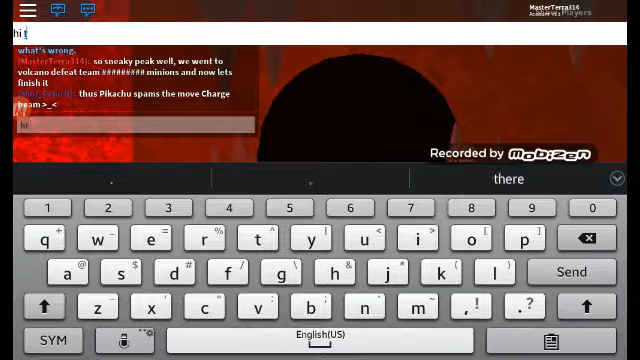 MasterTerra314
hi t
what's wrong.
[MasterTerra314]: so sneaky peak well, we went to
volcano defeat team ######### minions and now lets
finish it
thus Pikachu spams the move Charge
beam >_<
hi
Recorded by mobizen
. , there
1 2 3 4 5 6 7 8 9 0
q + w _ e = r % t ^ y | u < i > o [ p ]
a @ s $ d # f / g h & j * k ( l ) Send
z x c v b n m , ! . ?
SYM English(US)